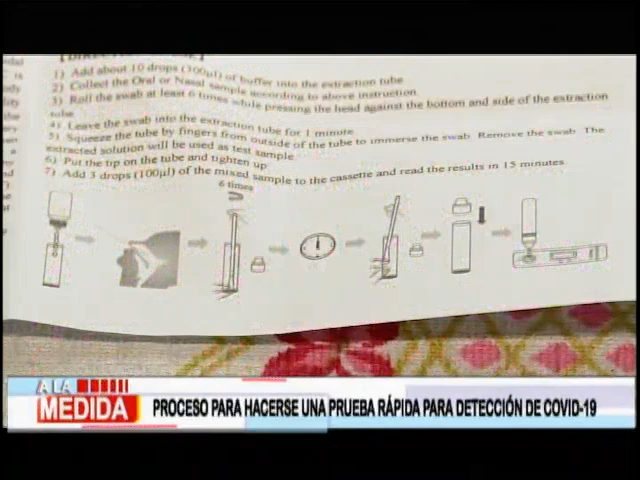 1) Add about 10 drops (300μl) of buffer into the extraction tube
2) Collect the Oral or Nasal sample according to above instruction.
3) Roll the swab at least 6 times while pressing the head against the bottom and side of the extraction
tube
4) Leave the swab into the extraction tube for 1 minute
5) Squeeze the tube by fingers from outside of the tube to immerse the swab. Remove the swab. The
extracted solution will be used as test sample
6) Put the tip on the tube and tighten up
7) Add 3 drops (100μl) of the mixed sample to the cassette and read the results in 15 minutes
6 times
A LA
MEDIDA
PROCESO PARA HACERSE UNA PRUEBA RÁPIDA PARA DETECCIÓN DE COVID-19